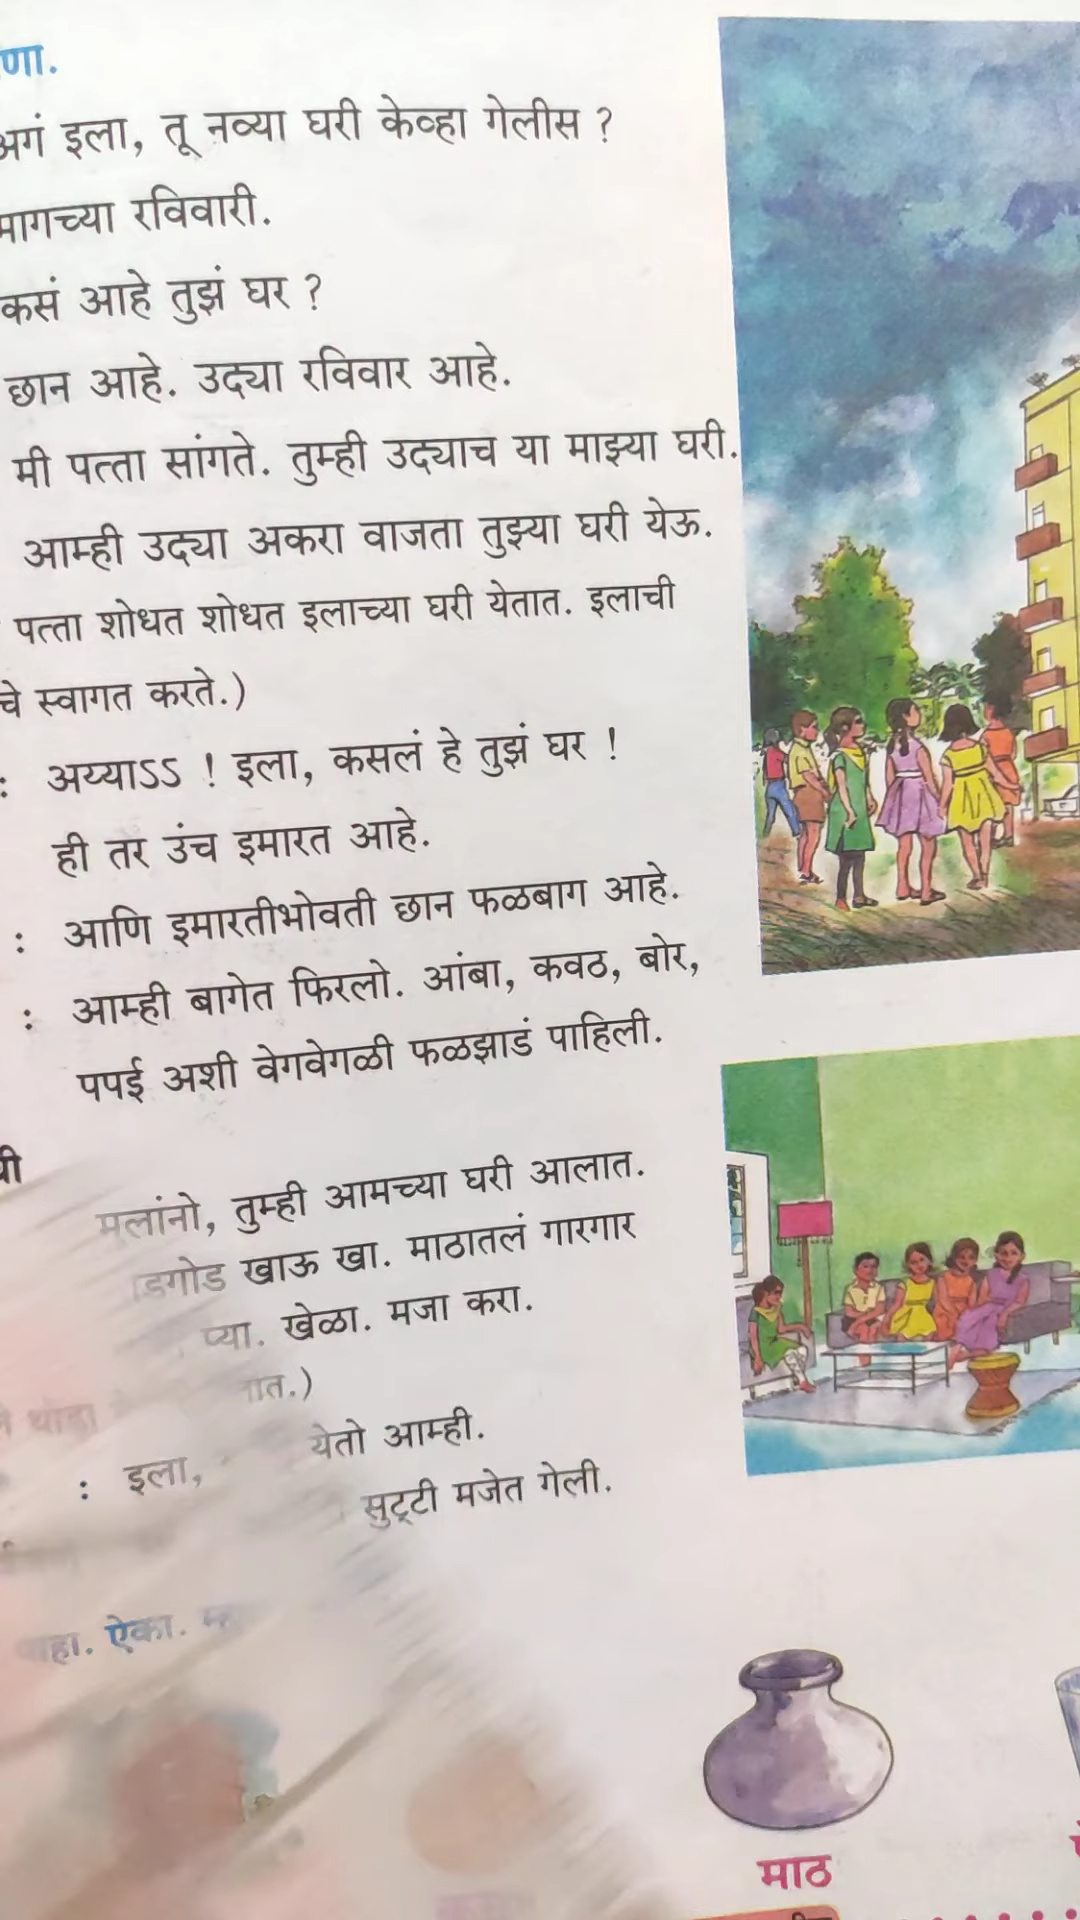 अगं इला, तू नव्या घरी केव्हा गेलीस ?
मागच्या रविवारी.
कसं आहे तुझं घर ?
छान आहे. उद्या रविवार आहे.
मी पत्ता सांगते. तुम्ही उद्याच या माझ्या घरी.
आम्ही उद्या अकरा वाजता तुझ्या घरी येऊ.
पत्ता शोधत शोधत इलाच्या घरी येतात. इलाची
स्वागत करते.)
: अय्याऽऽ ! इला, कसलं हे तुझं घर !
ही तर उंच इमारत आहे.
: आणि इमारतीभोवती छान फळबाग आहे.
: आम्ही बागेत फिरलो. आंबा, कवठ, बोर,
पपई अशी वेगवेगळी फळझाडं पाहिली.
तुम्ही आमच्या घरी आलात.
खाऊ खा. माठातलं गारगार
प्या. खेळा. मजा करा.
येतो आम्ही.
: इला,
सुट्टी मजेत गेली.
ऐका.
माठ